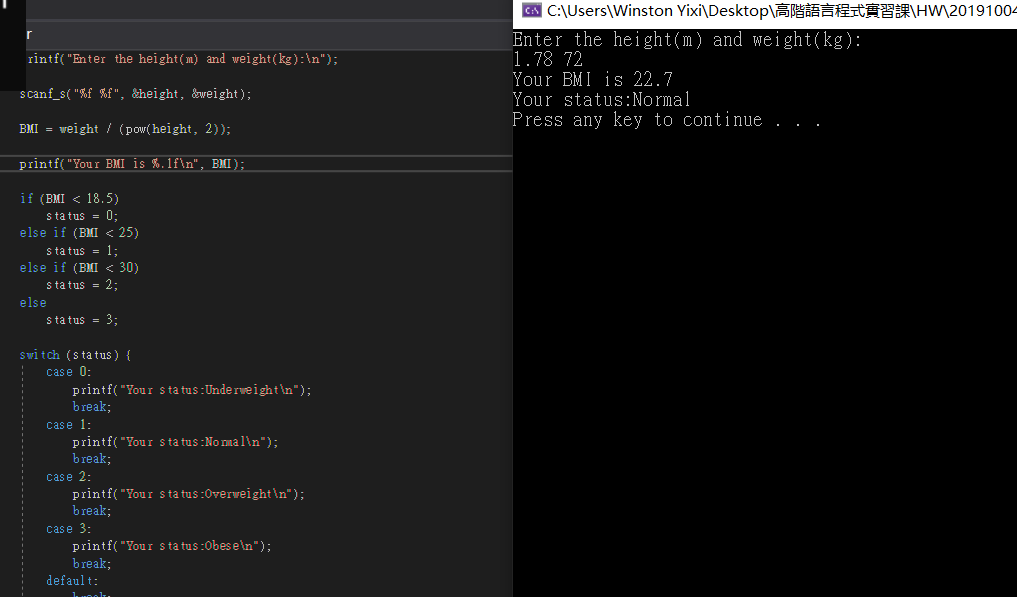 r
rintf("Enter the height(m) and weight(kg):\n");
scanf_s("%f %f", &height, &weight);
BMI = weight / (pow(height, 2));
printf("Your BMI is %.1f\n", BMI);
if (BMI < 18.5)
status = 0;
else if (BMI < 25)
status = 1;
else if (BMI < 30)
status = 2;
else
status = 3;
switch (status) {
case 0:
printf("Your status:Underweight\n");
break;
case 1:
printf("Your status:Normal\n");
break;
case 2:
printf("Your status:Overweight\n");
break;
case 3:
printf("Your status:Obese\n");
break;
default:
break;
C:\Users\Winston Yixi\Desktop\高階語言程式實習課\HW\20191004
Enter the height(m) and weight(kg):
1.78 72
Your BMI is 22.7
Your status:Normal
Press any key to continue . . .